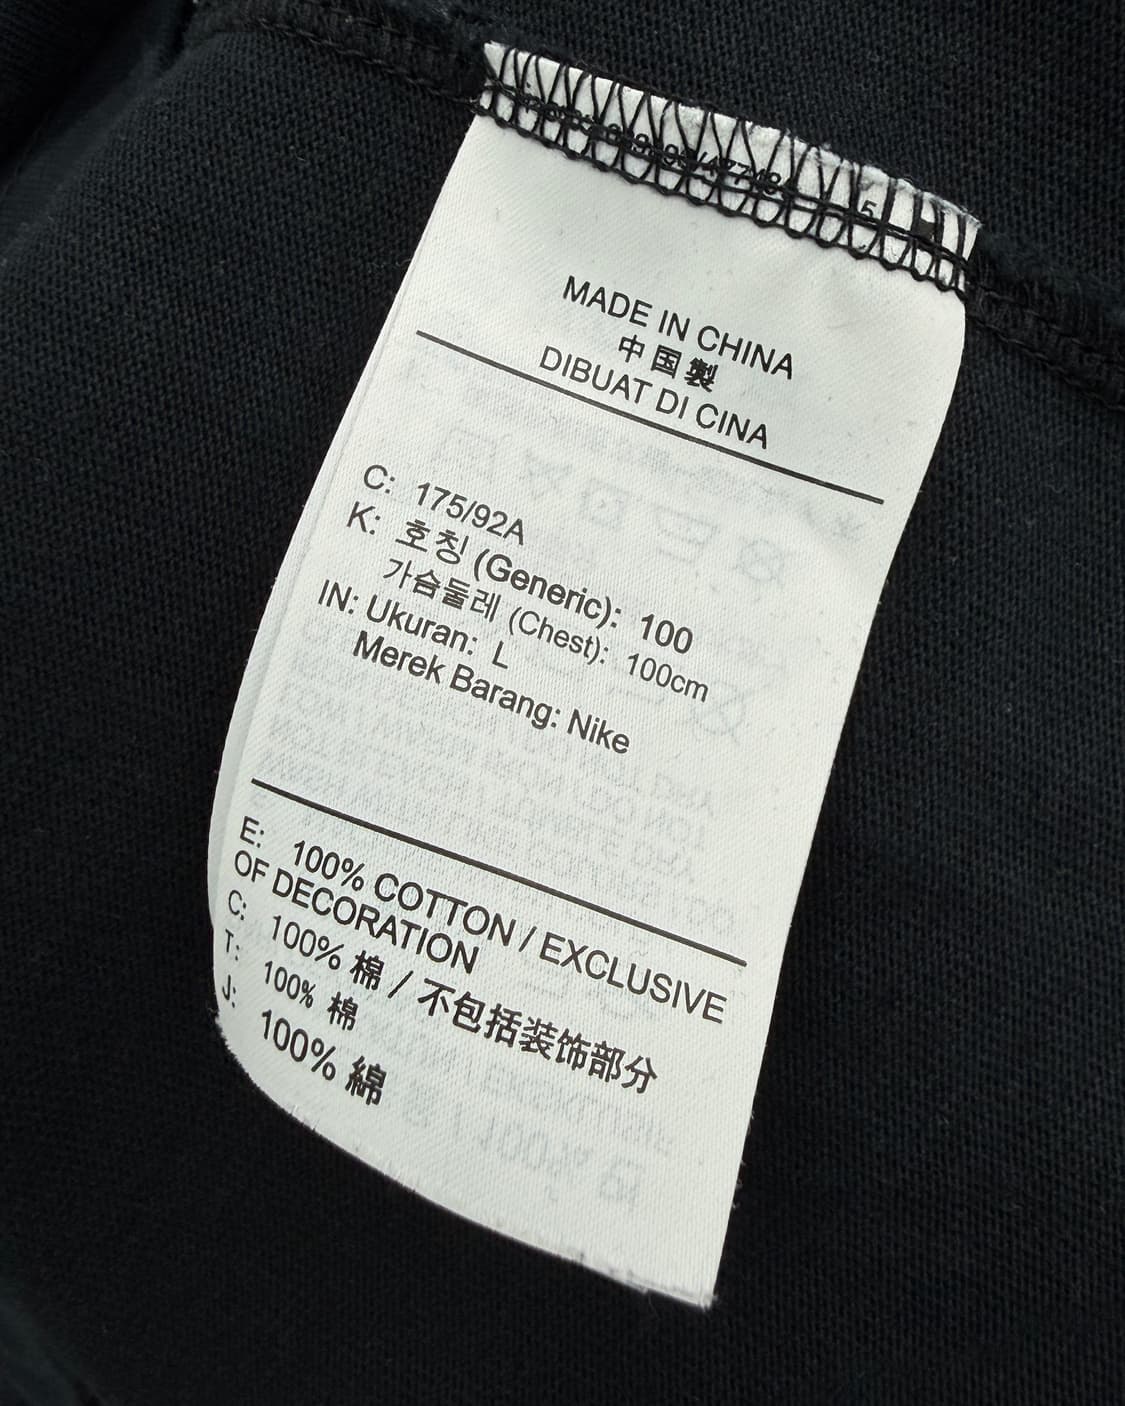 MADE IN CHINA
中国製
DIBUAT DI CINA
C: 175/92A
K: 호칭 (Generic): 100
가슴둘레 (Chest): 100cm
IN: Ukuran: L
Merek Barang: Nike
E: 100% COTTON / EXCLUSIVE
OF DECORATION
C: 100% 棉 / 不包括装饰部分
T: 100% 棉
J: 100% 綿